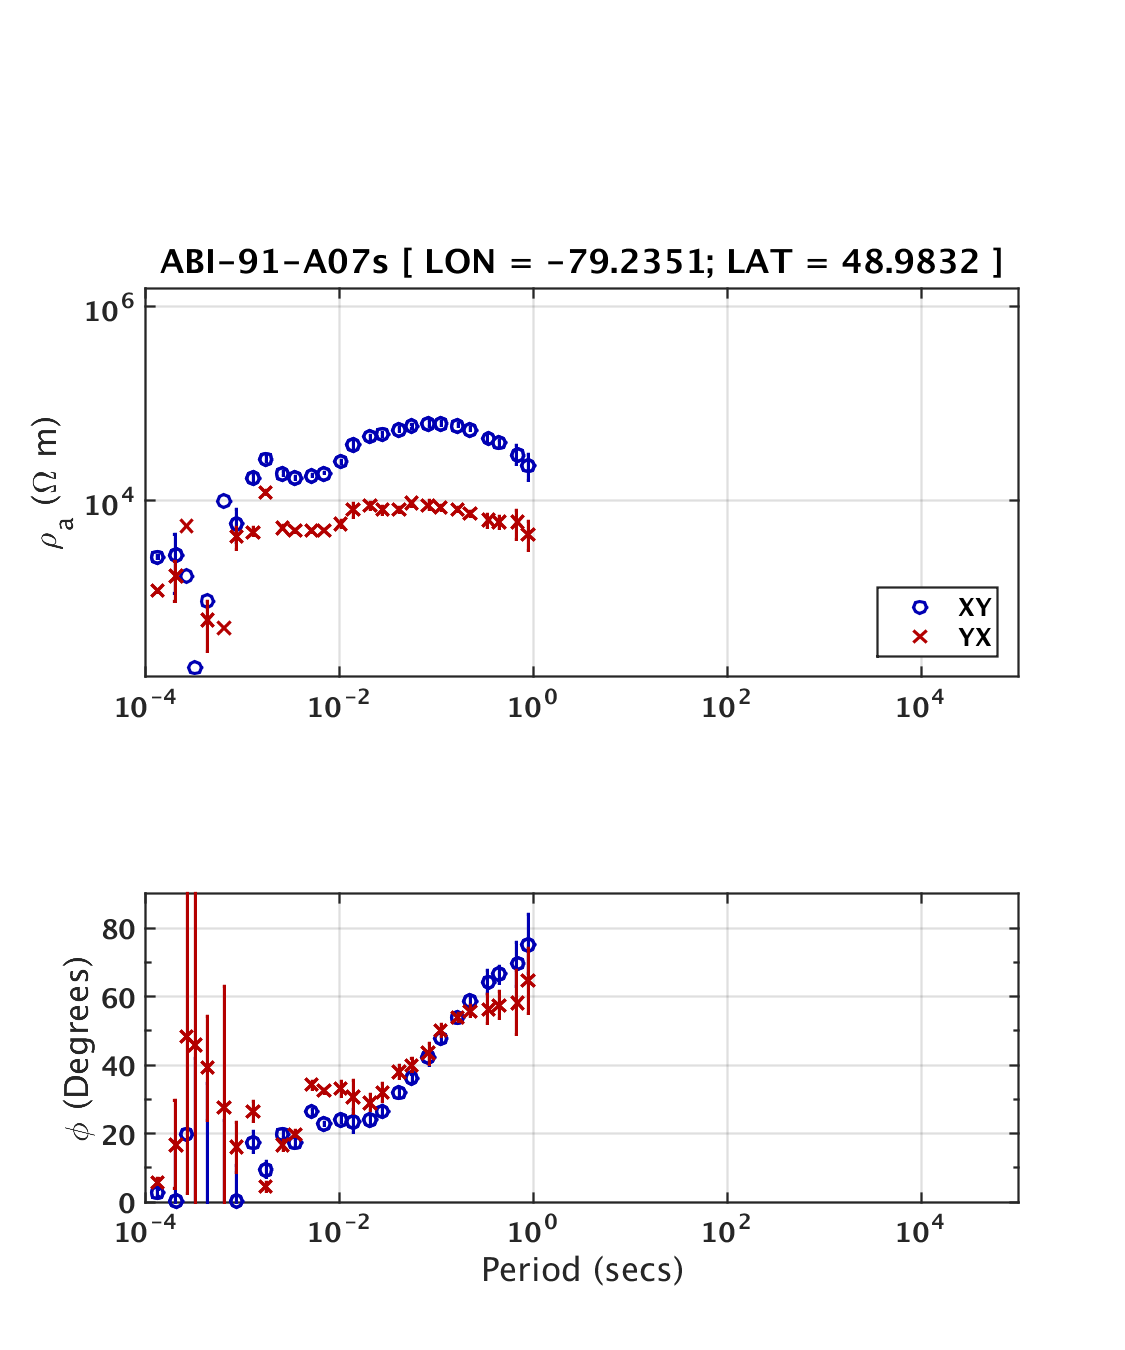 ABI-91-A07s [ LON = -79.2351; LAT = 48.9832 ]
10^6
10^4
ρ_a (Ω m)
XY
YX
10^-4 10^-2 10^0 10^2 10^4
80
60
40
20
0
φ (Degrees)
10^-4 10^-2 10^0 10^2 10^4
Period (secs)